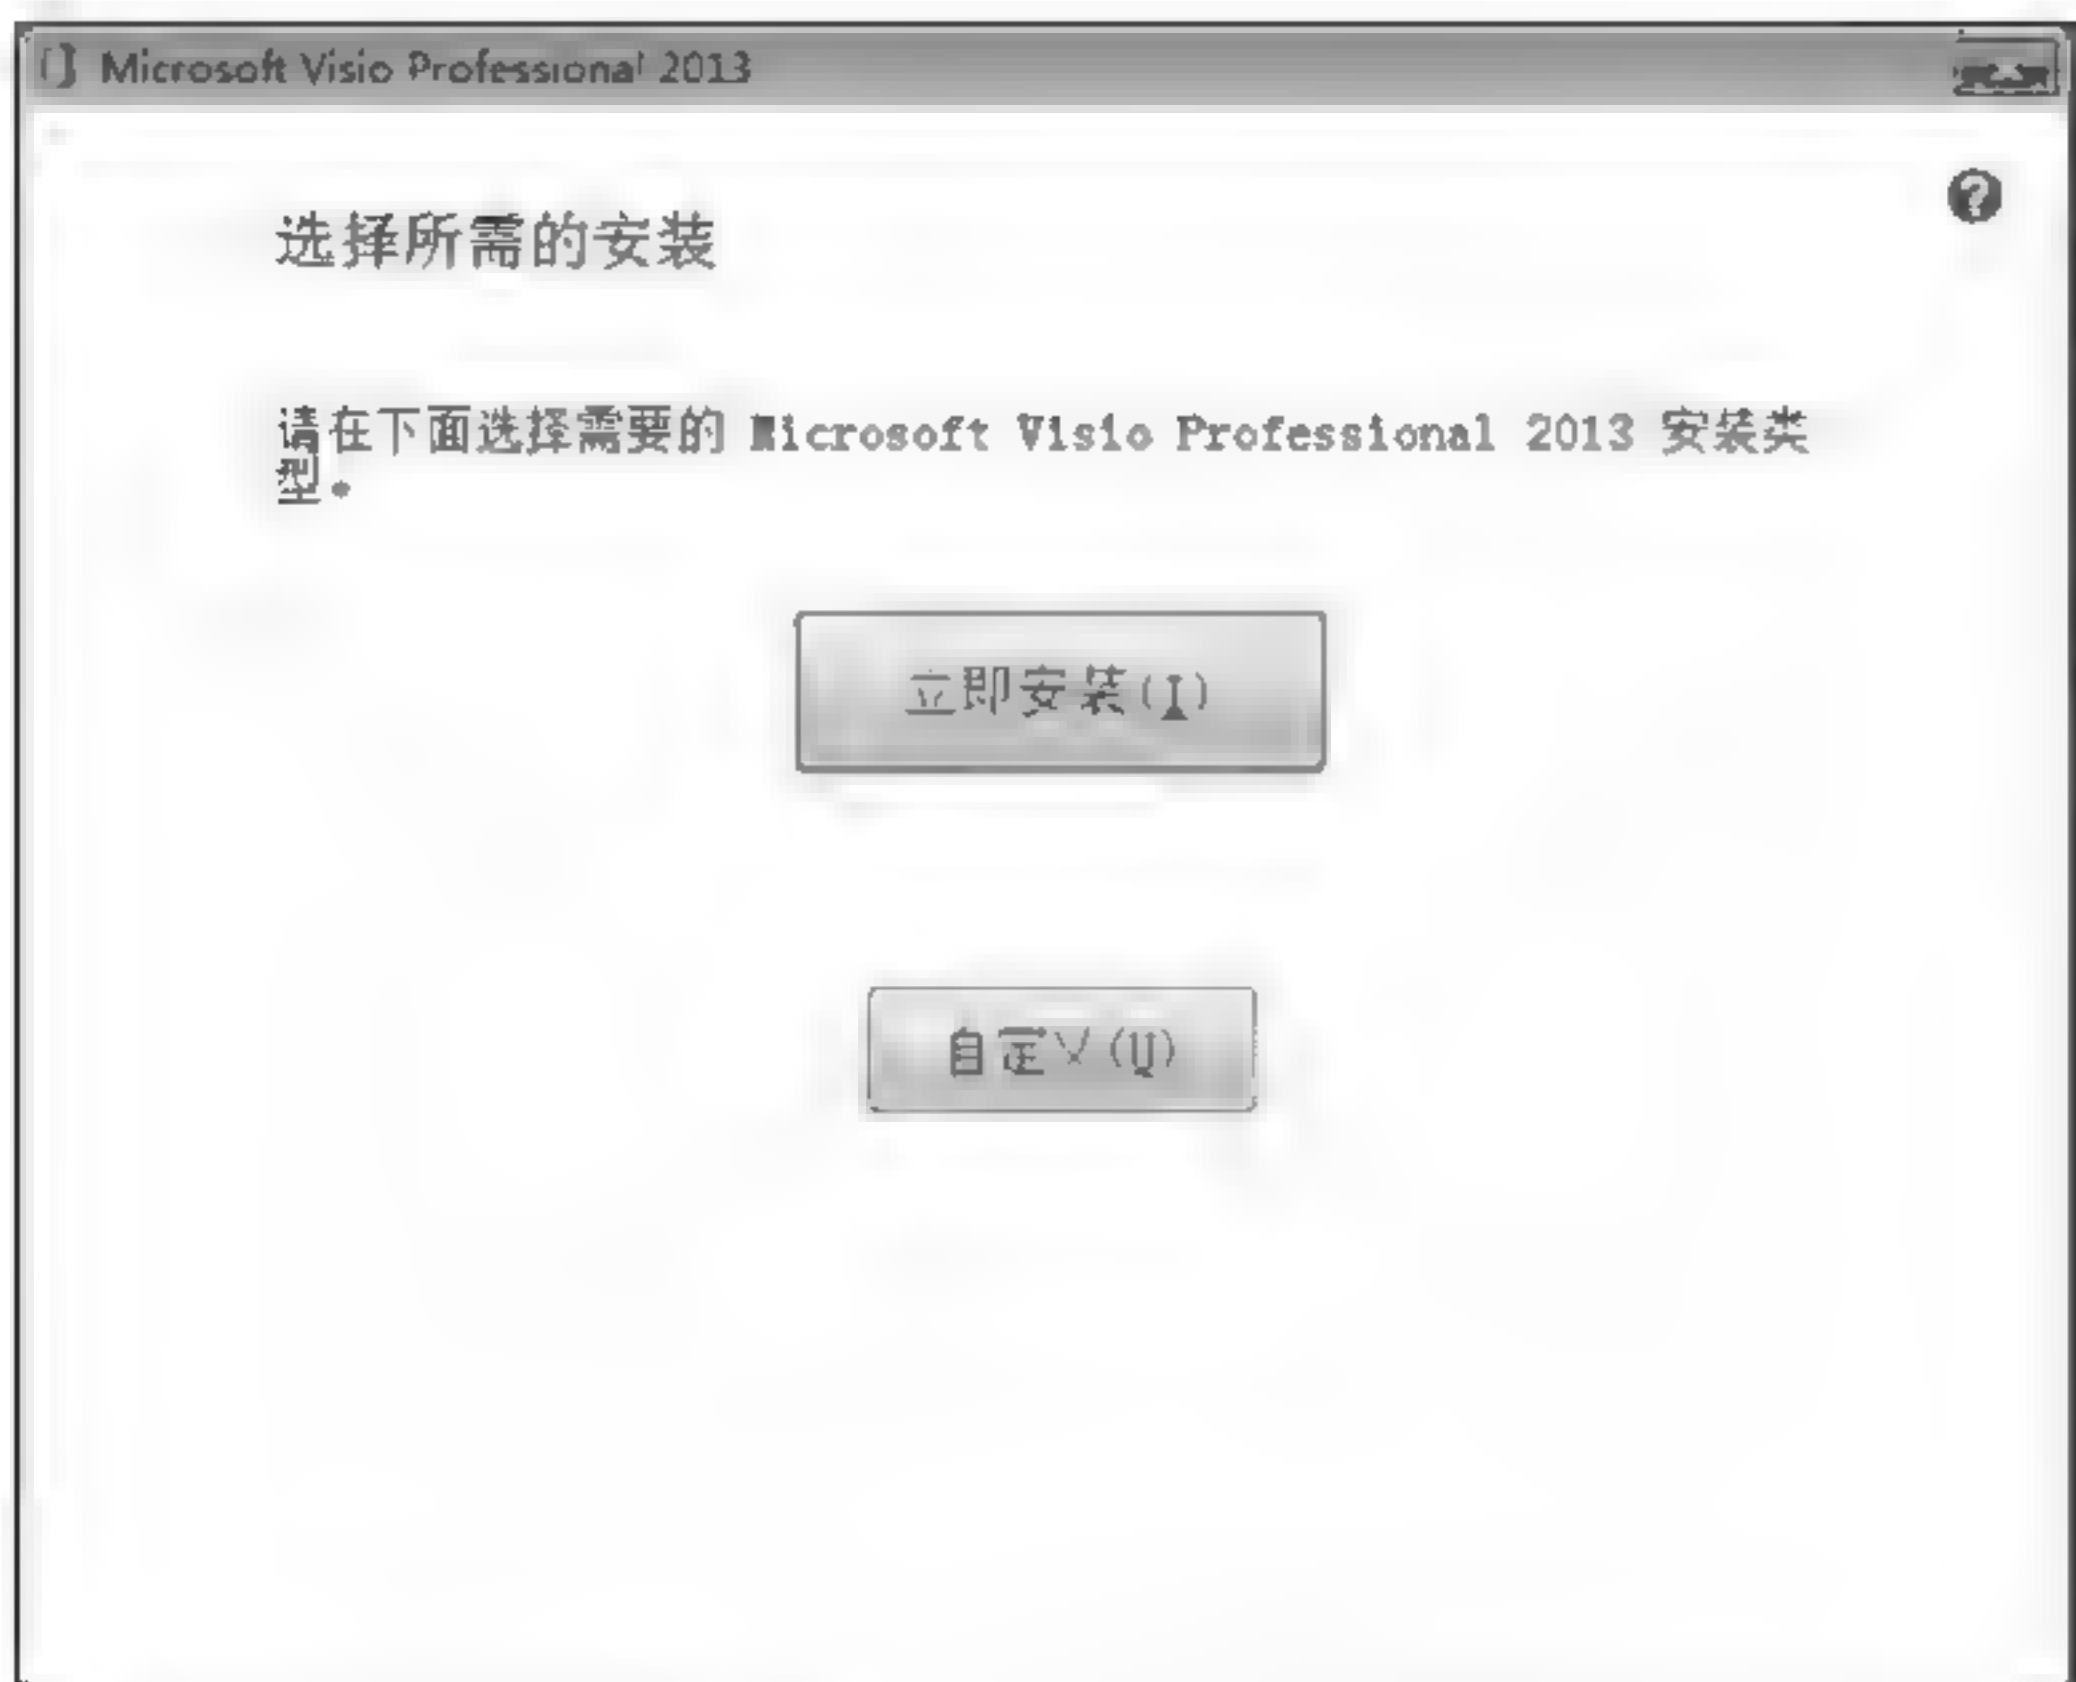 Microsoft Visio Professional 2013
选择所需的安装
请在下面选择需要的 Microsoft Visio Professional 2013 安装类
型。
立即安装(I)
自定义(U)